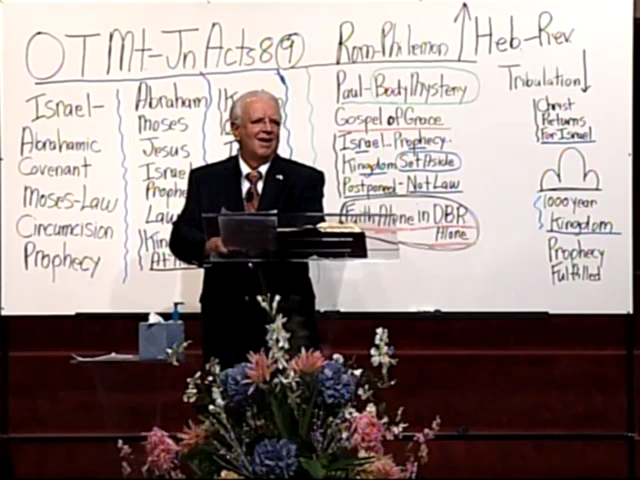 OT Mt-Jn Acts 8 9 Rom-Philemon Heb.-Rev.
Israel-
Abrahamic
Covenant
Moses-Law
Circumcision
Prophecy
Abraham
Moses
Jesus
Israe
Prophe
Law
Paul-Body Mystery
Gospel of Grace
Israel-Prophecy-
Kingdom Set Aside
Postponed-Not Law
Faith Alone in DBR
Alone
Tribulation
Christ
Returns
For Israel
1000 year
Kingdom
Prophecy
Fulfilled